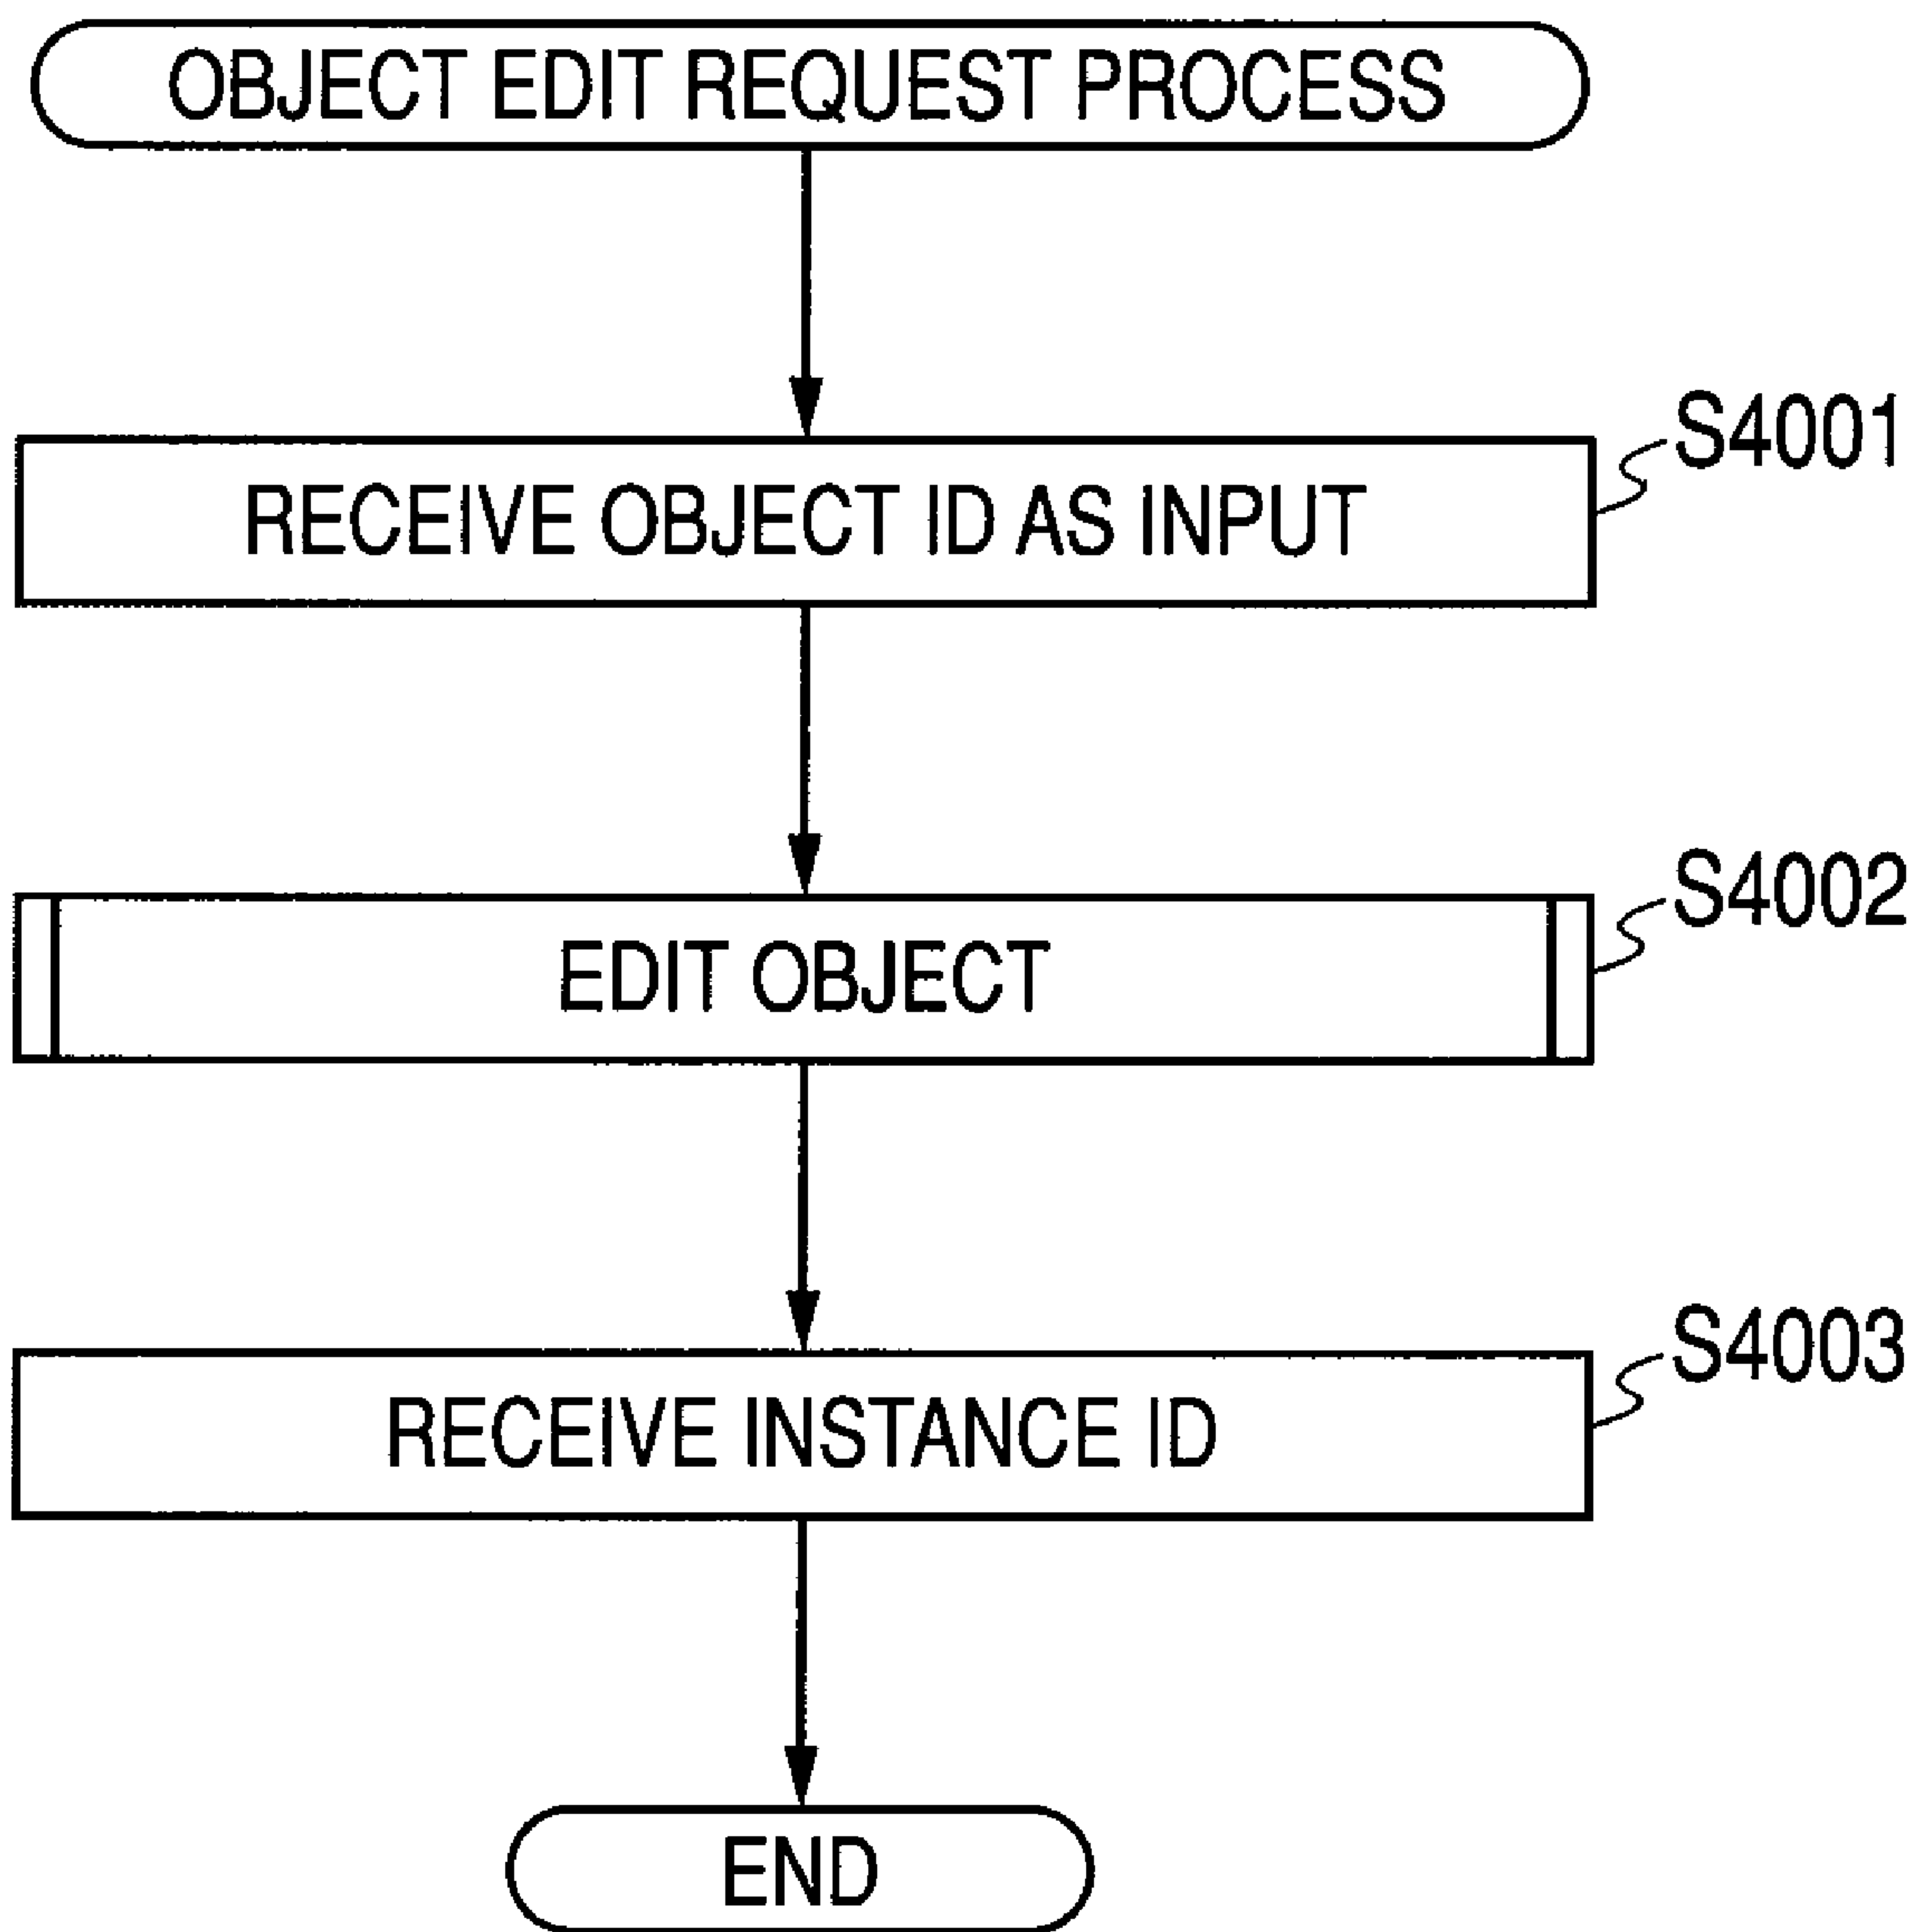 OBJECT EDIT REQUEST PROCESS
S4001
RECEIVE OBJECT ID AS INPUT
S4002
EDIT OBJECT
S4003
RECEIVE INSTANCE ID
END